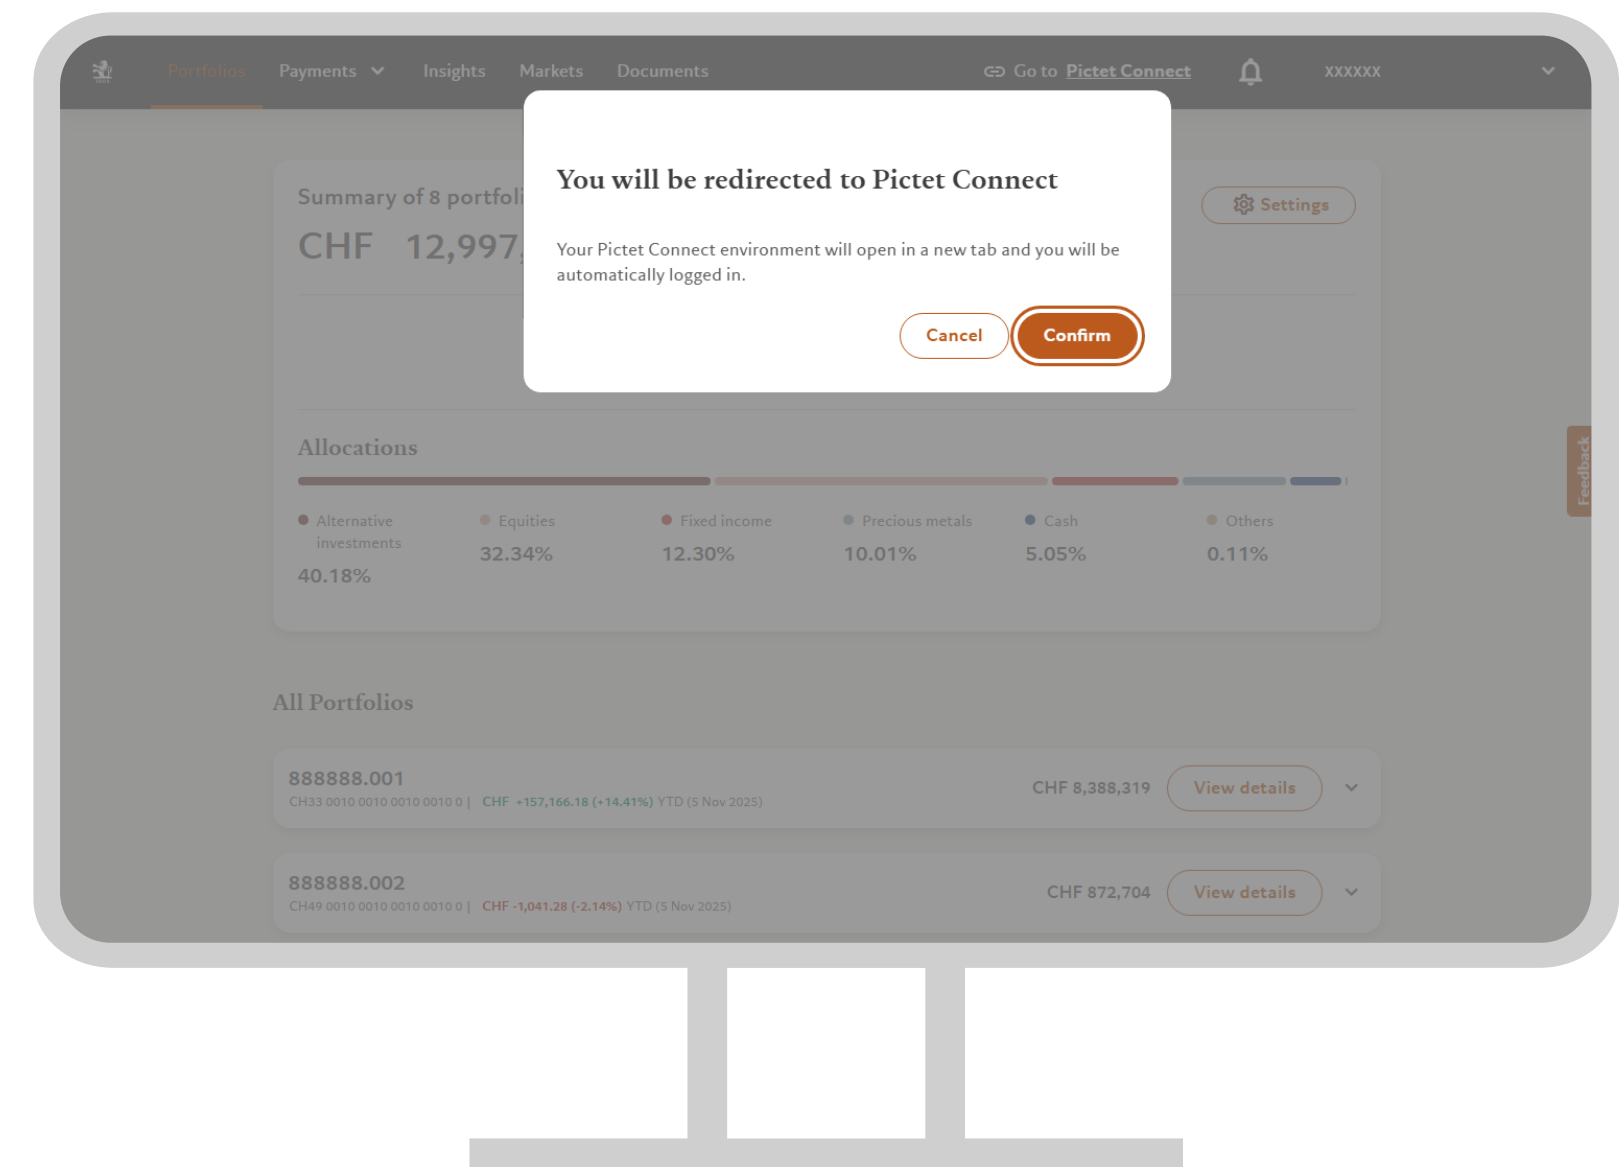 Portfolios Payments Insights Markets Documents Go to Pictet Connect xxxxxx
You will be redirected to Pictet Connect
Your Pictet Connect environment will open in a new tab and you will be
automatically logged in.
Cancel Confirm
Summary of 8 portfoli
Settings
CHF 12,997,
Allocations
Alternative
investments
40.18%
Equities
32.34%
Fixed income
12.30%
Precious metals
10.01%
Cash
5.05%
Others
0.11%
Feedback
All Portfolios
888888.001
CH33 0010 0010 0010 0010 0 | CHF +157,166.18 (+14.41%) YTD (5 Nov 2025)
CHF 8,388,319 View details
888888.002
CH49 0010 0010 0010 0010 0 | CHF -1,041.28 (-2.14%) YTD (5 Nov 2025)
CHF 872,704 View details